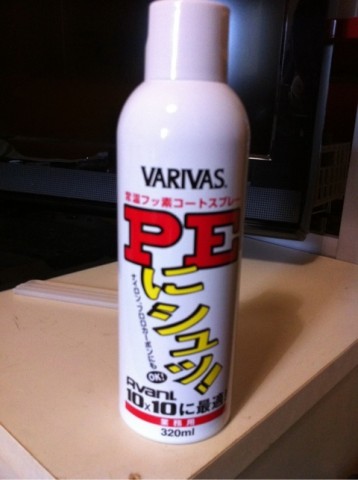 VARIVAS®
常温フッ素コートスプレー
PE
にシュッ!
ナイロン、フロロカーボンにもOK!
Avani
10×10に最適!
業務用
320ml